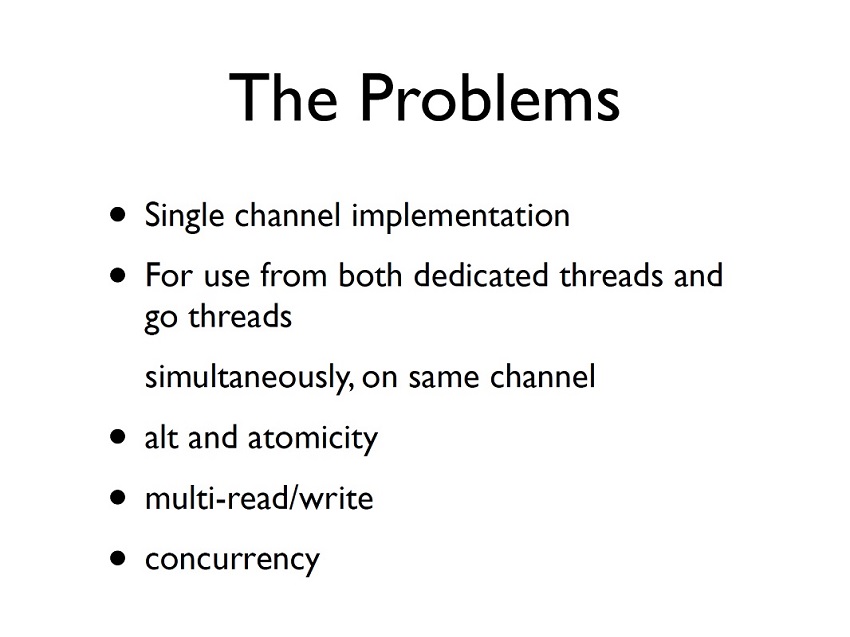 The Problems
• Single channel implementation
• For use from both dedicated threads and
go threads
simultaneously, on same channel
• alt and atomicity
• multi-read/write
• concurrency